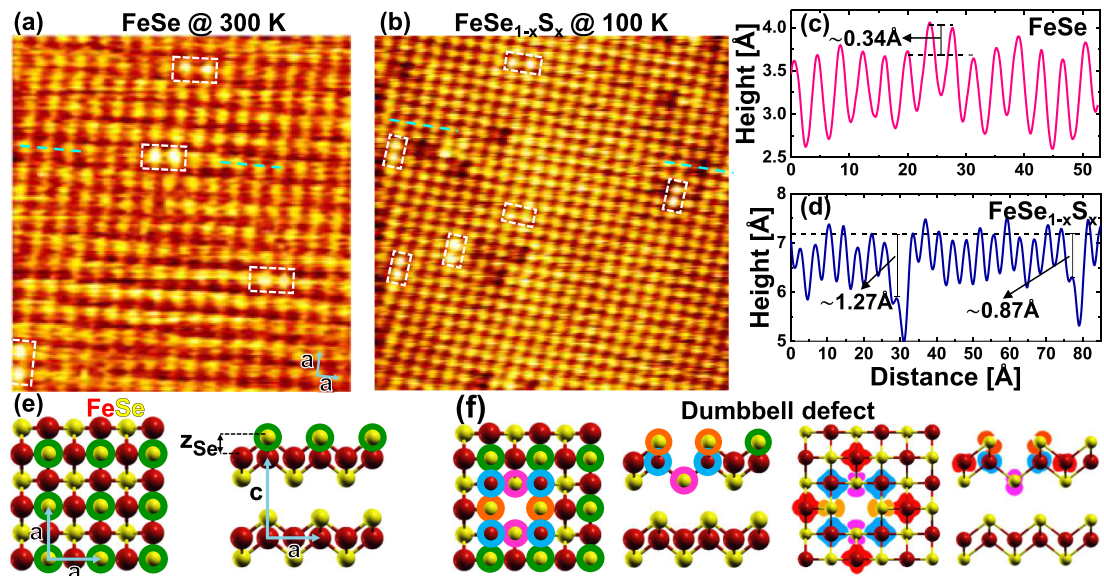 (a) FeSe @ 300 K
(b) FeSe1-xSx @ 100 K
a
a
(c) FeSe
~0.34Å
Height [Å]
4.0
3.5
3.0
2.5
0 10 20 30 40 50
(d) FeSe1-xSx
~1.27Å
~0.87Å
Height [Å]
8
7
6
5
0 10 20 30 40 50 60 70 80
Distance [Å]
(e) FeSe
a
a
zSe
c
a
(f) Dumbbell defect